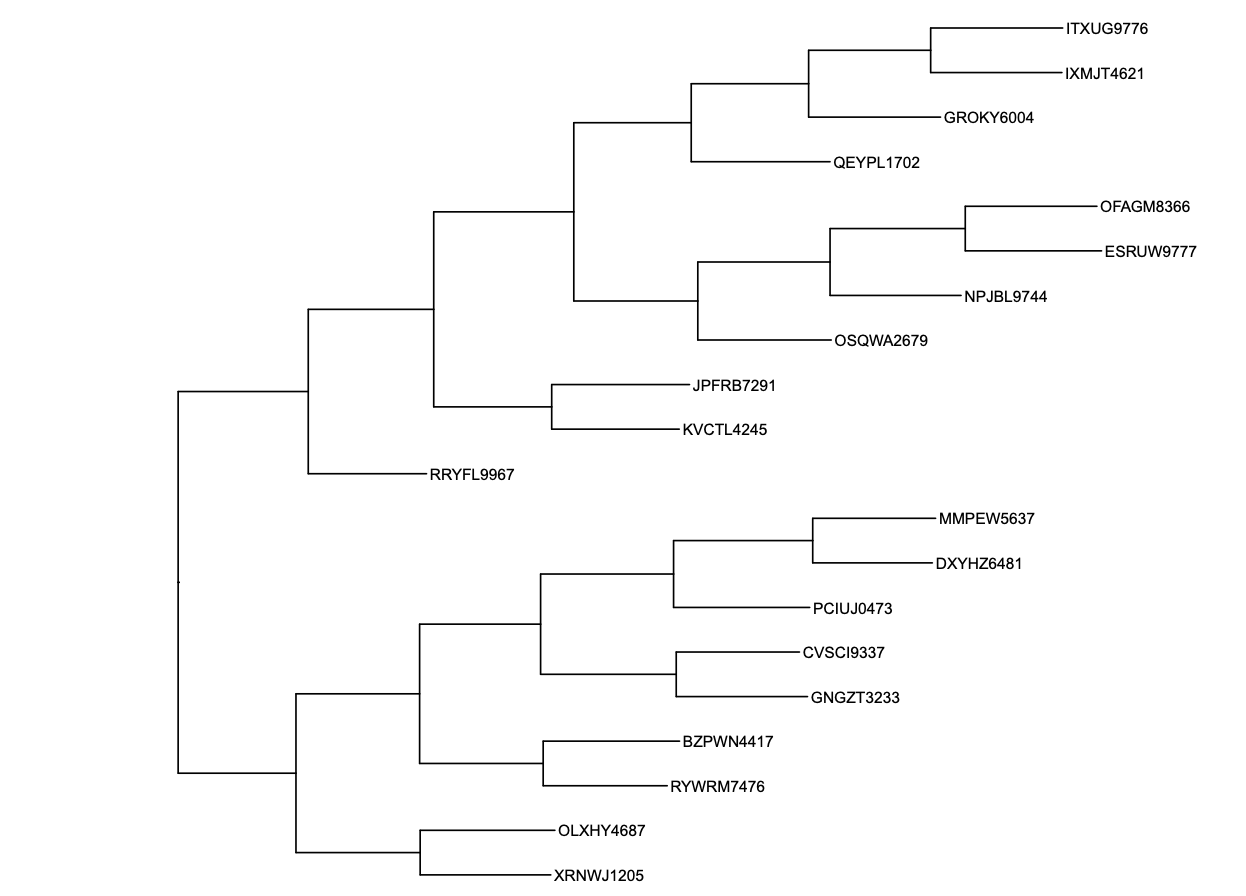 ITXUG9776
IXMJT4621
GROKY6004
QEYPL1702
OFAGM8366
ESRUW9777
NPJBL9744
OSQWA2679
JPFRB7291
KVCTL4245
RRYFL9967
MMPEW5637
DXYHZ6481
PCIUJ0473
CVSCI9337
GNGZT3233
BZPWN4417
RYWRM7476
OLXHY4687
XRNWJ1205